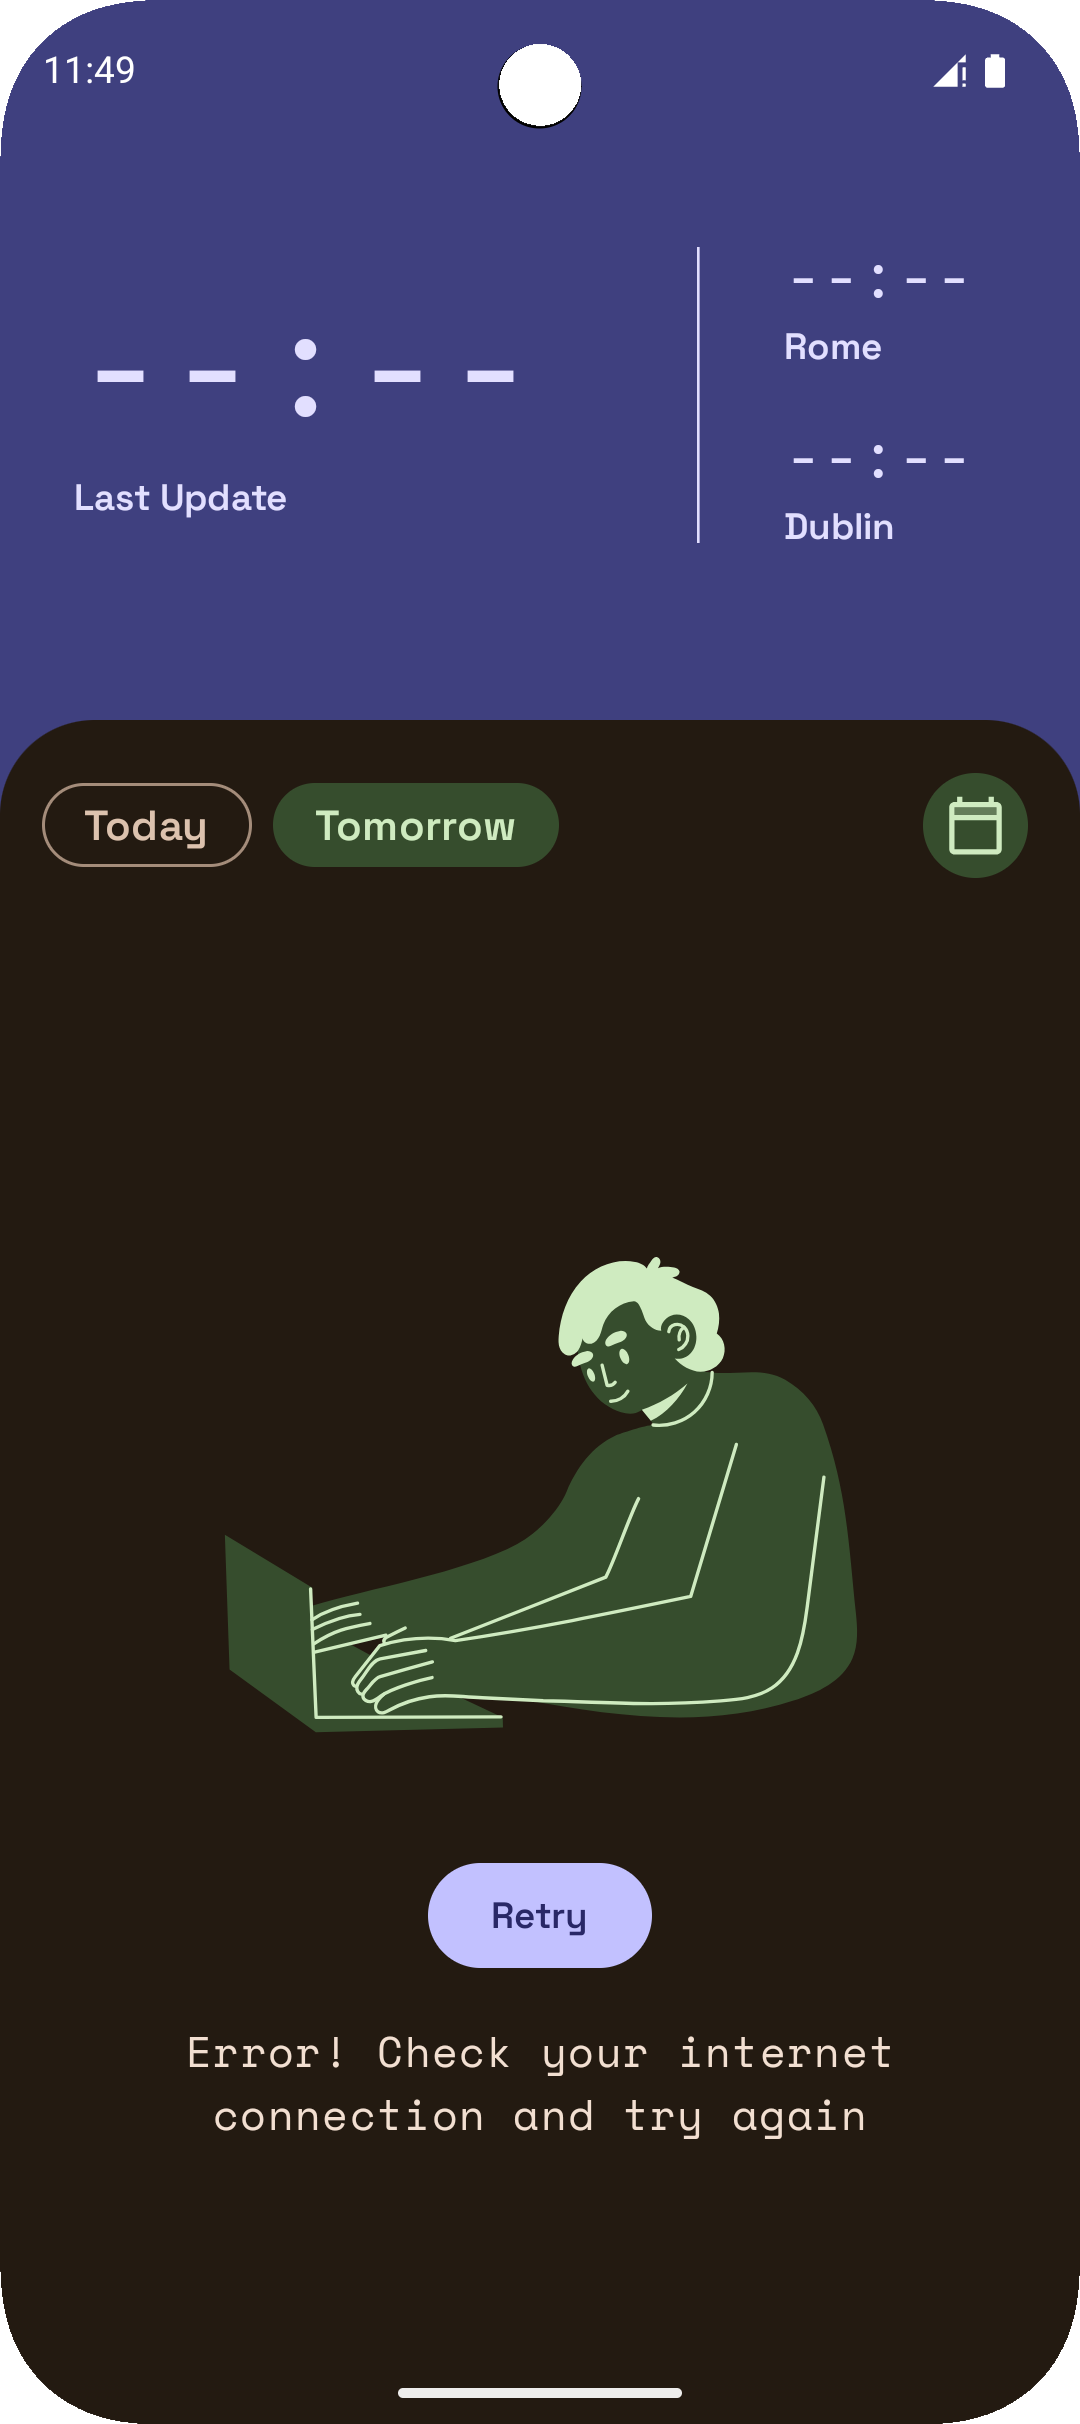 11:49
--:--
Last Update
--:--
Rome
--:--
Dublin
Today
Tomorrow
Retry
Error! Check your internet
connection and try again